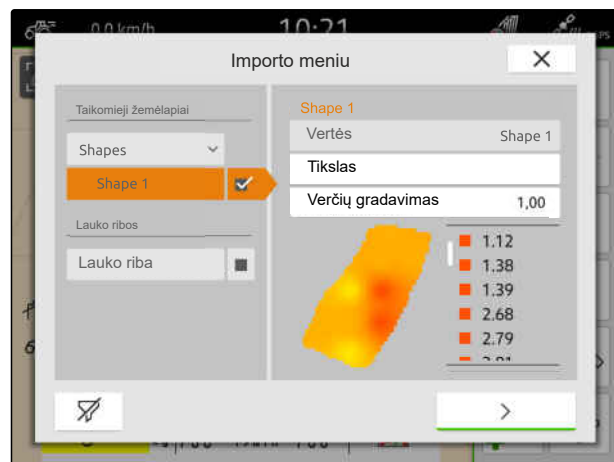 0.0 km/h
10:21
Importo meniu
Taikomieji žemėlapiai
Shapes
Shape 1
Lauko ribos
Lauko riba
Shape 1
Vertės Shape 1
Tikslas
Verčių gradavimas 1,00
1.12
1.38
1.39
2.68
2.79